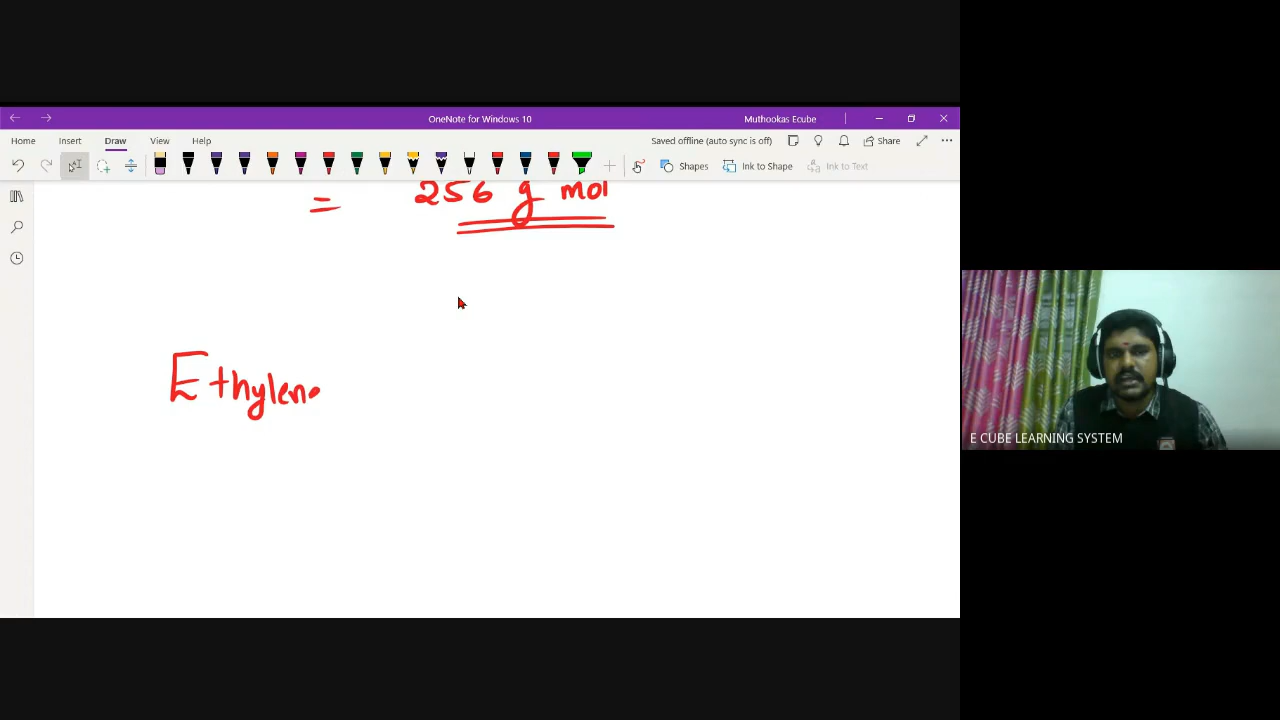 OneNote for Windows 10
Muthookas Ecube
Home Insert Draw View Help
Saved offline (auto sync is off)
Share
Shapes
Ink to Shape
Ink to Text
= 256 g mol
Ethylene
E CUBE LEARNING SYSTEM